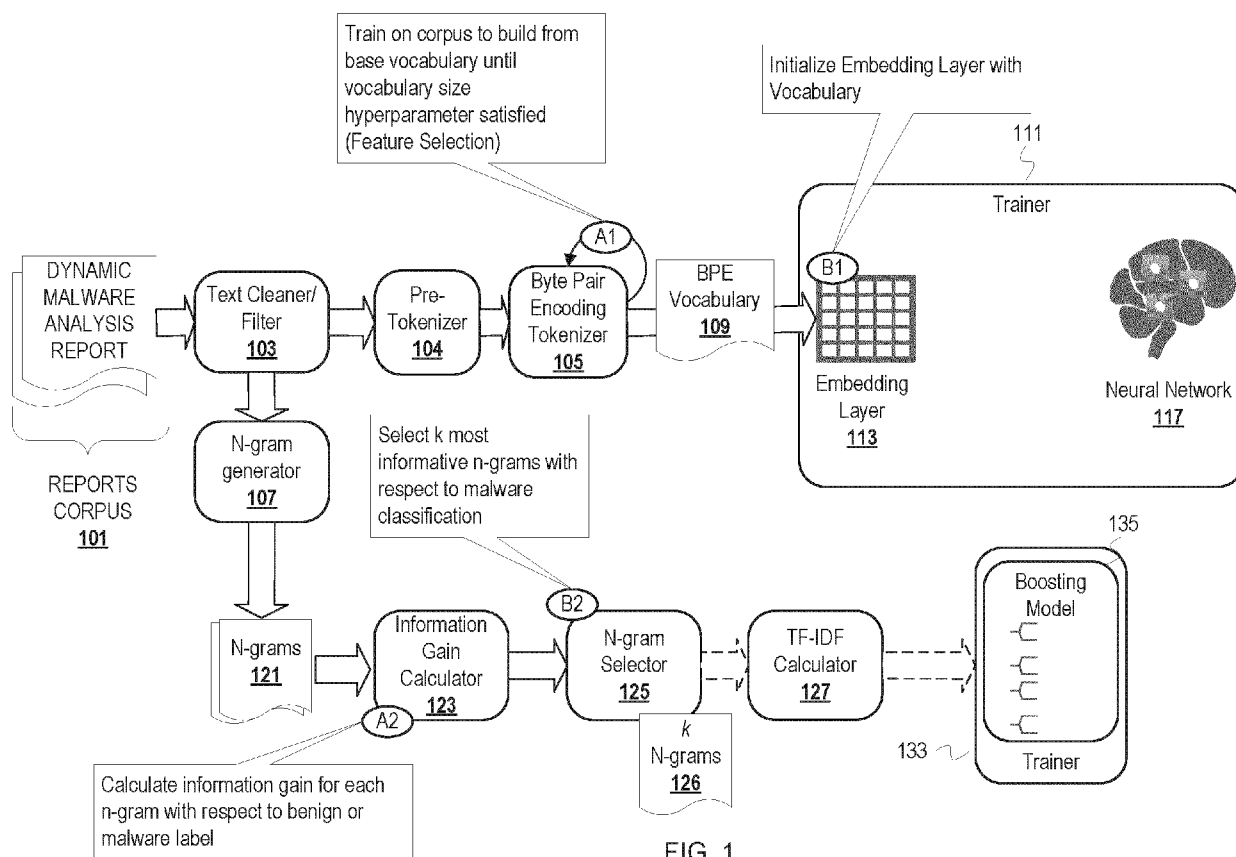 Train on corpus to build from
base vocabulary until
vocabulary size
hyperparameter satisfied
(Feature Selection)
Initialize Embedding Layer with
Vocabulary
111
Trainer
A1
B1
DYNAMIC
MALWARE
ANALYSIS
REPORT
Text Cleaner/
Filter
103
Pre-
Tokenizer
104
Byte Pair
Encoding
Tokenizer
105
BPE
Vocabulary
109
Embedding
Layer
113
Neural Network
117
REPORTS
CORPUS
101
N-gram
generator
107
Select k most
informative n-grams with
respect to malware
classification
135
Boosting
Model
B2
N-grams
121
Information
Gain
Calculator
123
A2
N-gram
Selector
125
TF-IDF
Calculator
127
k
N-grams
126
133
Trainer
Calculate information gain for each
n-gram with respect to benign or
malware label
FIG. 1